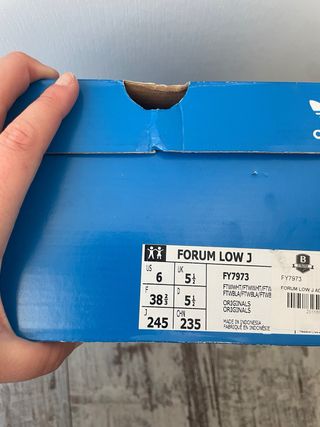 FORUM LOW J
US 6 UK 5½ FY7973
FTWWHT/FTWWHT/FTW
FTWBLA/FTWBLA/FTWB
F 38⅔ D 5½ ORIGINALS
ORIGINALS
J 245 CHN 235 MADE IN INDONESIA
FABRIQUÉ EN INDONÉSIE
B
FY7973
FORUM LOW J